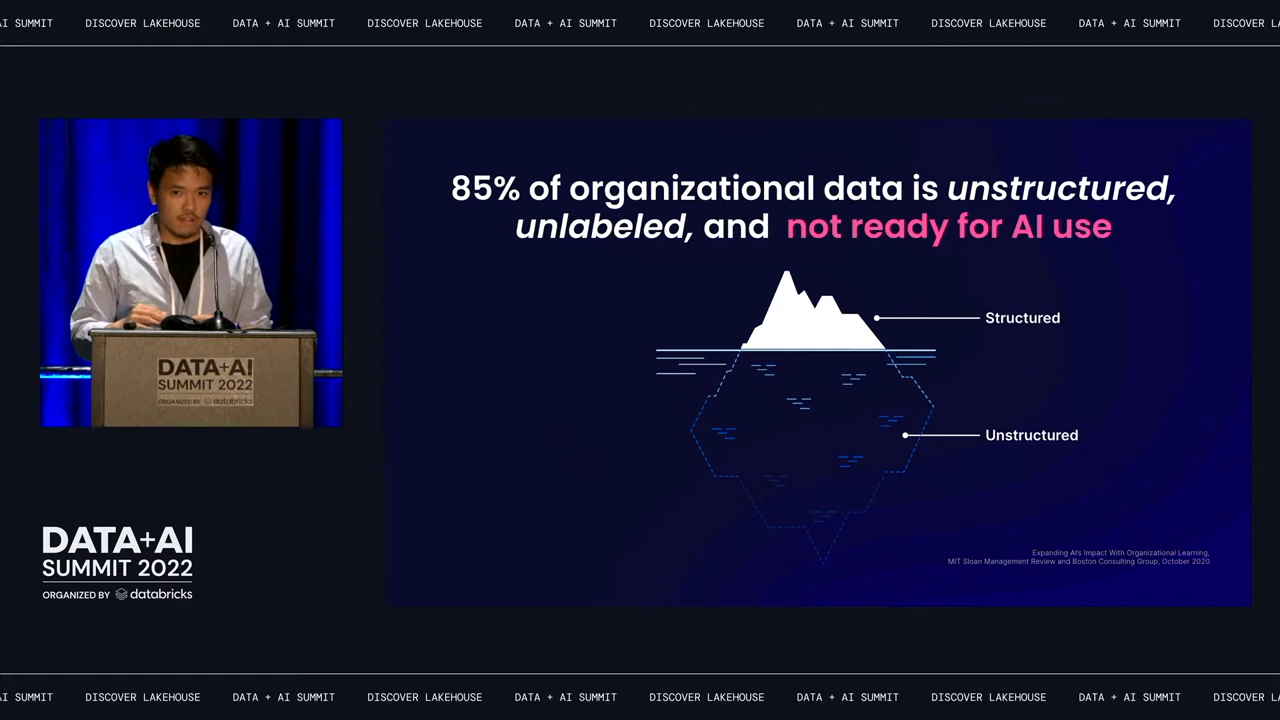 AI SUMMIT DISCOVER LAKEHOUSE DATA + AI SUMMIT DISCOVER LAKEHOUSE DATA + AI SUMMIT DISCOVER LAKEHOUSE DATA + AI SUMMIT DISCOVER LAKEHOUSE DATA + AI SUMMIT DISCOVER LA
85% of organizational data is unstructured,
unlabeled, and not ready for AI use
Structured
Unstructured
Expanding AI's Impact With Organizational Learning,
MIT Sloan Management Review and Boston Consulting Group, October 2020
DATA+AI
SUMMIT 2022
ORGANIZED BY databricks
DATA+AI
SUMMIT 2022
ORGANIZED BY databricks
AI SUMMIT DISCOVER LAKEHOUSE DATA + AI SUMMIT DISCOVER LAKEHOUSE DATA + AI SUMMIT DISCOVER LAKEHOUSE DATA + AI SUMMIT DISCOVER LAKEHOUSE DATA + AI SUMMIT DISCOVER LA